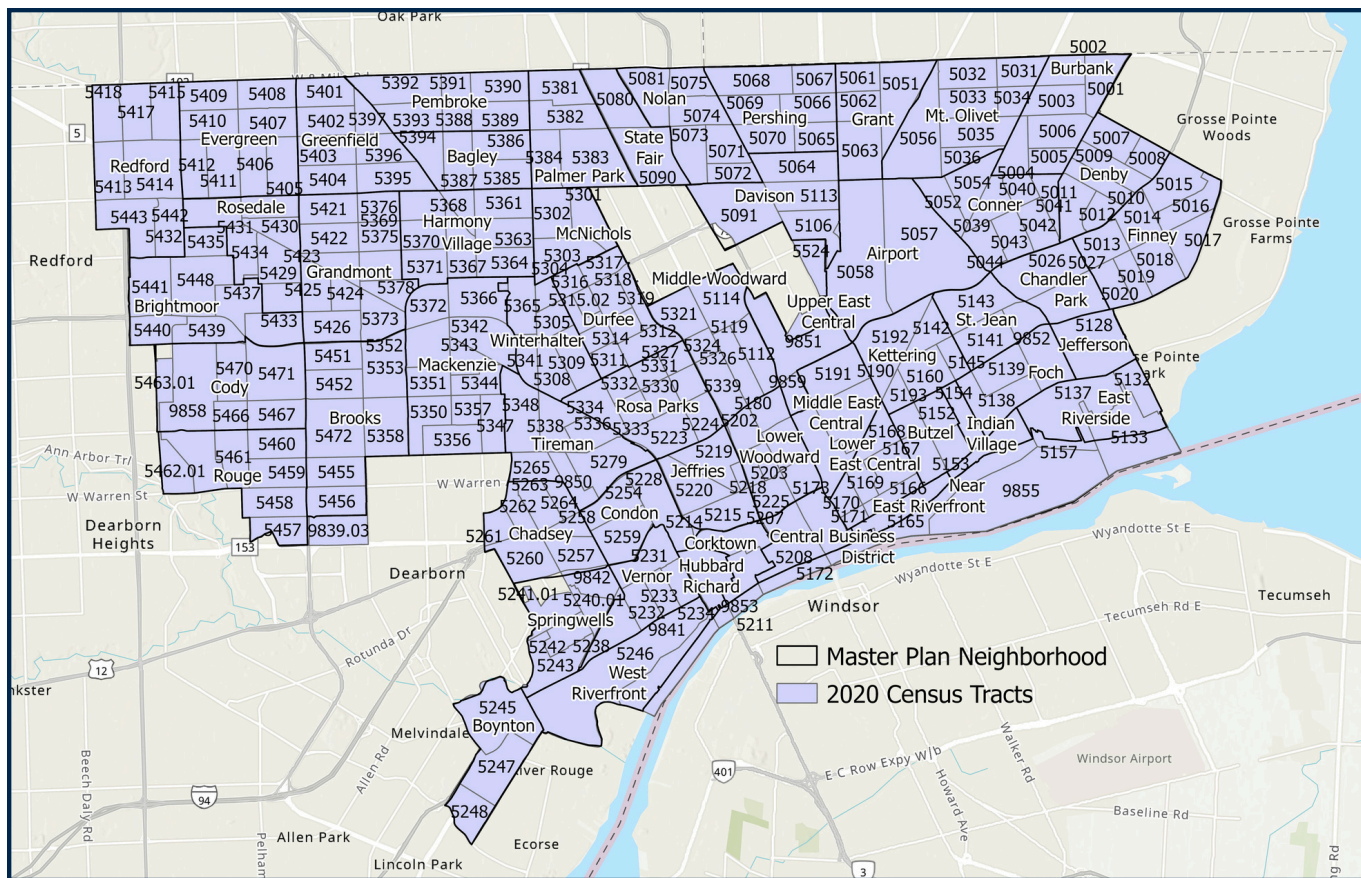 Oak Park
5002
5418
5415
5417
5409
5408
5401
5392
5391
5390
5381
5081
5075
5068
5067
5061
5051
5032
5031
Burbank
5001
Pembroke
5080
Nolan
5069
5066
5062
5033
5034
5003
5410
5407
5402
5397
5393
5388
5389
5382
5074
Pershing
Grant
Mt. Olivet
Evergreen
Greenfield
5394
5386
State
Fair
5073
5070
5065
5056
5035
5006
5007
Grosse Pointe
Woods
5
Redford
5412
5406
5403
5396
Bagley
5384
5383
5071
5063
5036
5005
5009
5008
5413
5414
5411
5405
5404
5395
5387
5385
Palmer Park
5090
5072
5064
5004
Denby
5443
5442
Rosedale
5421
5376
5368
5361
5301
Davison
5113
5054
5040
5011
5010
5015
5432
5431
5430
5369
Harmony
Village
5302
5091
5052
Conner
5041
5012
5014
5016
5435
5434
5423
5422
5375
5370
5363
McNichols
5106
5039
5042
Finney
5017
Grosse Pointe
Farms
Redford
5303
5524
5057
5043
5013
5441
5448
5429
Grandmont
5371
5367
5364
5304
5317
Middle Woodward
5058
Airport
5044
5026
5027
5018
Brightmoor
5437
5425
5424
5378
5316
5318
Chandler
Park
5019
5020
5440
5439
5433
5426
5373
5372
5366
5365
5315.02
5319
5114
Upper East
Central
5143
5342
5305
Durfee
5321
5119
9851
5192
5142
St. Jean
5128
5451
5352
5343
Winterhalter
5314
5312
5324
Kettering
5141
9852
Jefferson
5463.01
5470
5471
5353
Mackenzie
5341
5309
5311
5327
5326
5112
5191
5190
5145
5139
Foch
Cody
5452
5351
5344
5308
5331
9859
5160
5132
9858
5466
5467
Brooks
5350
5357
5348
5332
5330
5339
Middle East
Central
5193
5154
5138
5137
East
Riverside
5334
Rosa Parks
5180
5152
5460
5472
5358
5356
5347
5338
5336
5333
5224
5202
5168
Butzel
Indian
Village
5133
Ann Arbor Trl
5461
Tireman
5223
Lower
Woodward
Lower
East Central
5167
5157
5462.01
Rouge
5459
5455
5265
5279
5219
5203
5153
Near
East Riverfront
W Warren St
W Warren
5263
9850
5228
Jeffries
5218
5173
5169
5166
9855
5458
5456
5262
5264
5254
5220
5225
5170
Dearborn
Heights
5457
9839.03
5258
Condon
5214
5215
5207
5171
5165
153
5261
Chadsey
5259
Corktown
Central Business
District
Wyandotte St E
5260
5257
5231
Hubbard
Richard
5208
Dearborn
9842
Vernor
5172
Wyandotte St E
5241.01
5240.01
5233
9853
Windsor
Tecumseh Rd E
Tecumseh
Springwells
5232
5234
5211
9841
Rotunda Dr
5242
5238
5246
Master Plan Neighborhood
12
5243
West
Riverfront
2020 Census Tracts
5245
Boynton
Melvindale
Allen Rd
Beech Daly Rd
5247
401
E C Row Expy W/b
Walker Rd
Windsor Airport
94
Howard Ave
5248
Baseline Rd
Allen Park
Ecorse
Lincoln Park
3